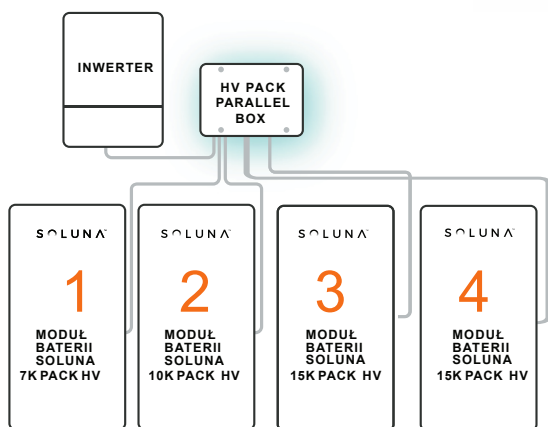 INWERTER
HV PACK
PARALLEL
BOX
SOLUNA
1
MODUŁ
BATERII
SOLUNA
7K PACK HV
SOLUNA
2
MODUŁ
BATERII
SOLUNA
10K PACK HV
SOLUNA
3
MODUŁ
BATERII
SOLUNA
15K PACK HV
SOLUNA
4
MODUŁ
BATERII
SOLUNA
15K PACK HV